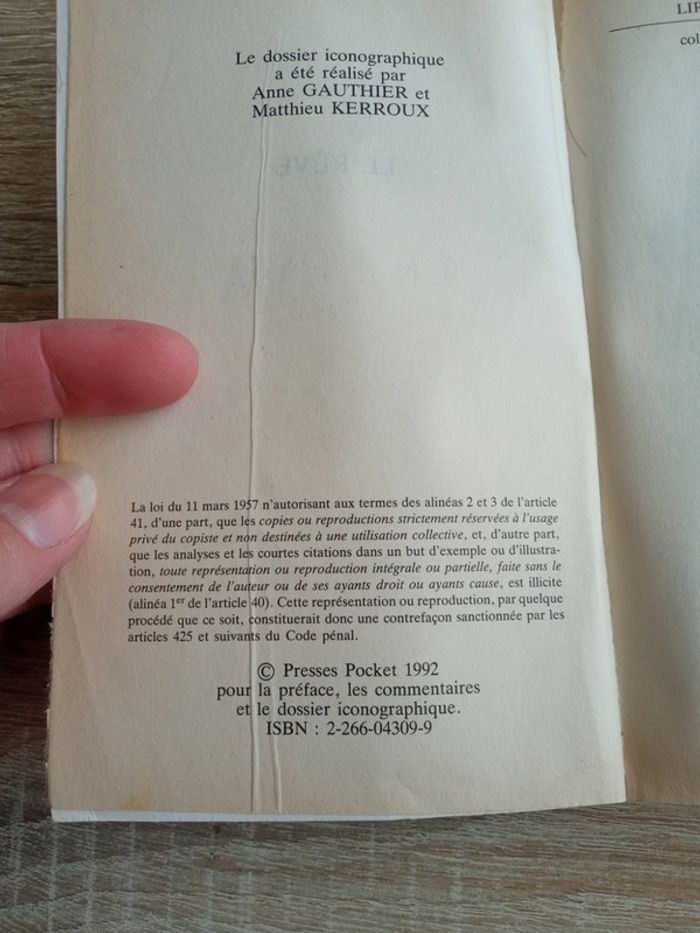 Le dossier iconographique
a été réalisé par
Anne GAUTHIER et
Matthieu KERROUX
LE RÊVE
La loi du 11 mars 1957 n'autorisant aux termes des alinéas 2 et 3 de l'article
41, d'une part, que les copies ou reproductions strictement réservées à l'usage
privé du copiste et non destinées à une utilisation collective, et, d'autre part,
que les analyses et les courtes citations dans un but d'exemple ou d'illustra-
tion, toute représentation ou reproduction intégrale ou partielle, faite sans le
consentement de l'auteur ou de ses ayants droit ou ayants cause, est illicite
(alinéa 1er de l'article 40). Cette représentation ou reproduction, par quelque
procédé que ce soit, constituerait donc une contrefaçon sanctionnée par les
articles 425 et suivants du Code pénal.
© Presses Pocket 1992
pour la préface, les commentaires
et le dossier iconographique.
ISBN : 2-266-04309-9